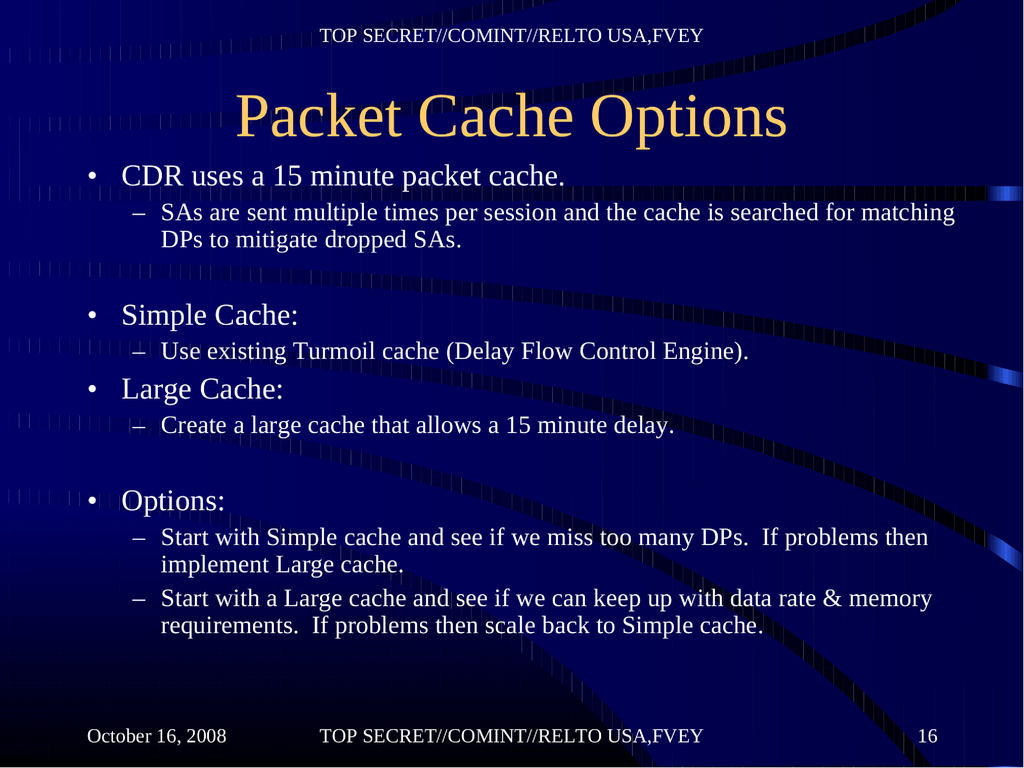 TOP SECRET//COMINT//RELTO USA,FVEY
Packet Cache Options
• CDR uses a 15 minute packet cache.
– SAs are sent multiple times per session and the cache is searched for matching
DPs to mitigate dropped SAs.
• Simple Cache:
– Use existing Turmoil cache (Delay Flow Control Engine).
• Large Cache:
– Create a large cache that allows a 15 minute delay.
• Options:
– Start with Simple cache and see if we miss too many DPs.  If problems then
implement Large cache.
– Start with a Large cache and see if we can keep up with data rate & memory
requirements.  If problems then scale back to Simple cache.
October 16, 2008 TOP SECRET//COMINT//RELTO USA,FVEY 16